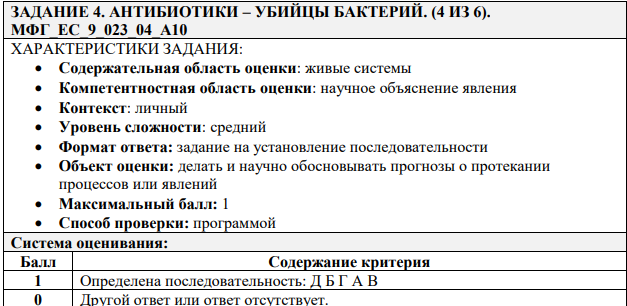 ЗАДАНИЕ 4. АНТИБИОТИКИ – УБИЙЦЫ БАКТЕРИЙ. (4 ИЗ 6).
МФГ_ЕС_9_023_04_А10
ХАРАКТЕРИСТИКИ ЗАДАНИЯ:
• Содержательная область оценки: живые системы
• Компетентностная область оценки: научное объяснение явления
• Контекст: личный
• Уровень сложности: средний
• Формат ответа: задание на установление последовательности
• Объект оценки: делать и научно обосновывать прогнозы о протекании
процессов или явлений
• Максимальный балл: 1
• Способ проверки: программой
Система оценивания:
Балл Содержание критерия
1 Определена последовательность: Д Б Г А В
0 Другой ответ или ответ отсутствует.